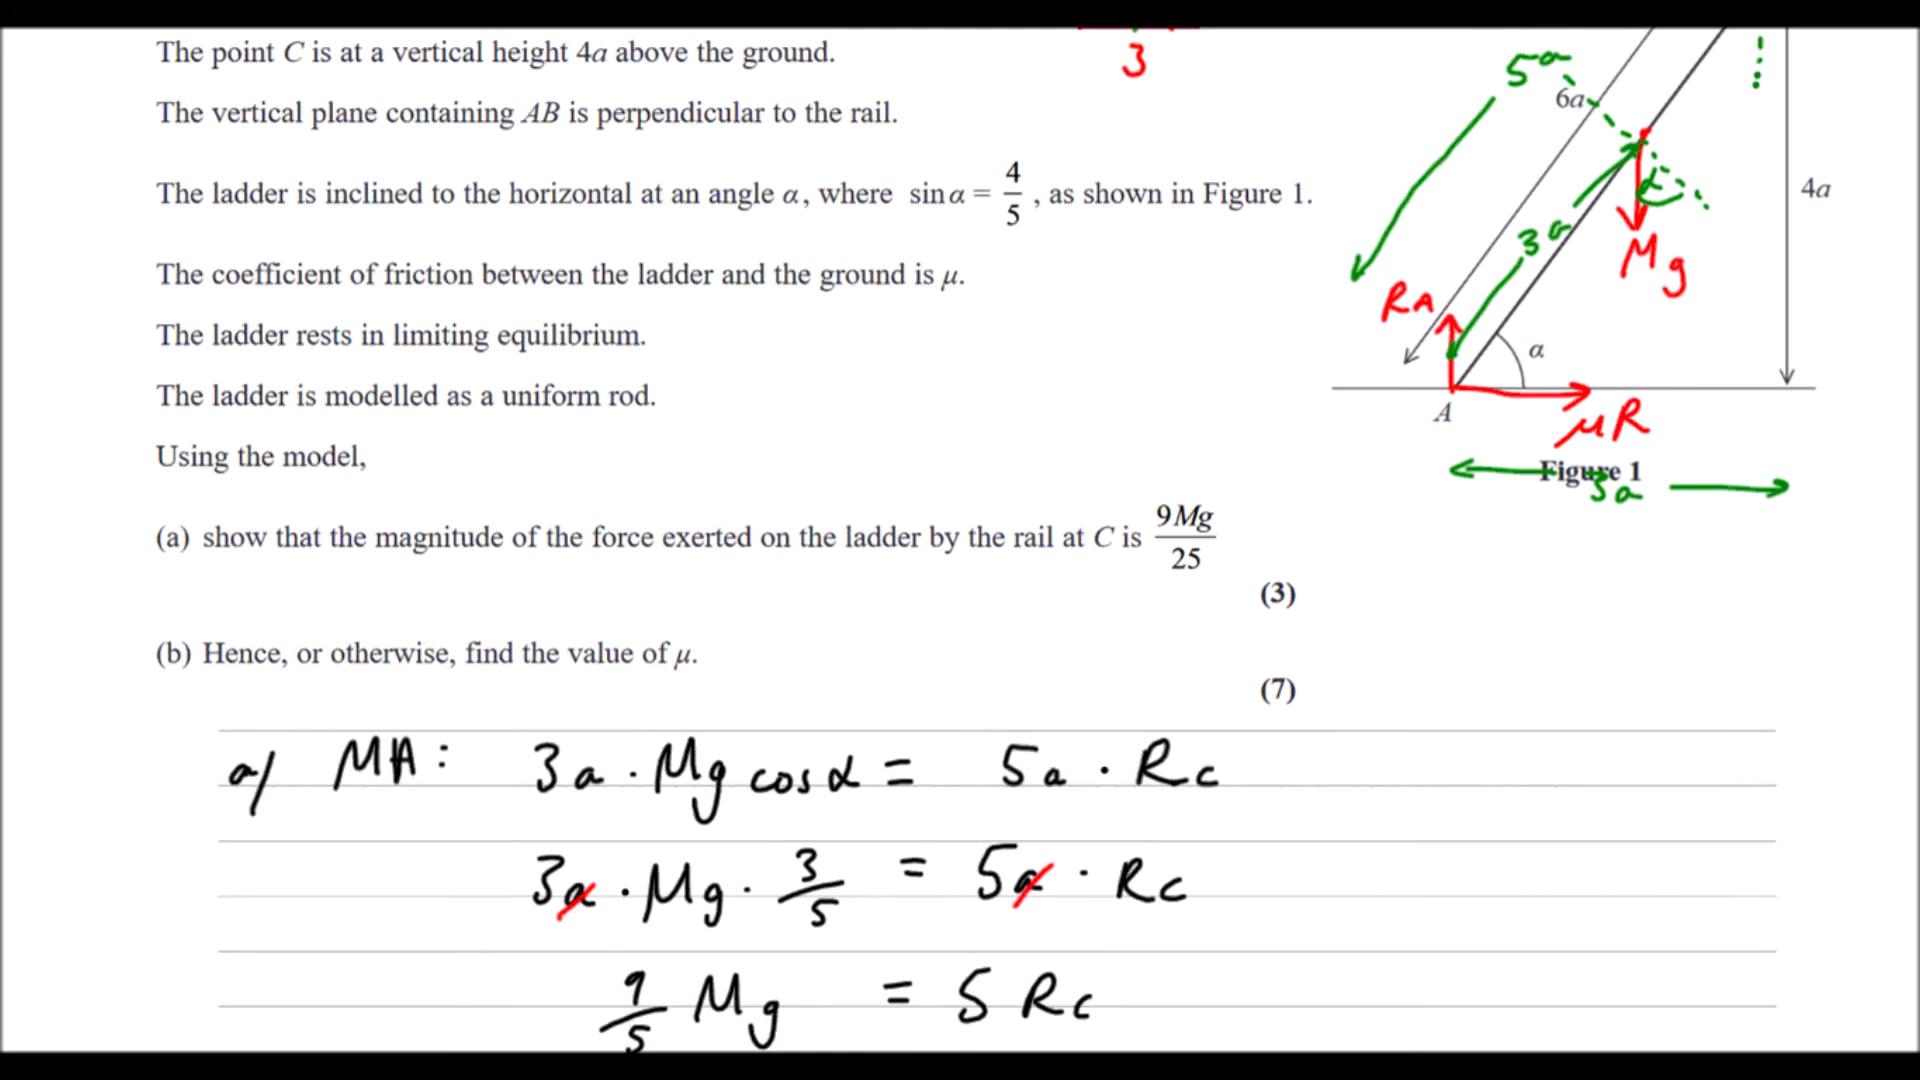 The point C is at a vertical height 4a above the ground.
3
The vertical plane containing AB is perpendicular to the rail.
The ladder is inclined to the horizontal at an angle α, where sin α = 4/5, as shown in Figure 1.
The coefficient of friction between the ladder and the ground is μ.
The ladder rests in limiting equilibrium.
The ladder is modelled as a uniform rod.
Using the model,
(a) show that the magnitude of the force exerted on the ladder by the rail at C is 9Mg/25
(3)
(b) Hence, or otherwise, find the value of μ.
(7)
5a
6a
4a
α
3a
Mg
RA
α
A
μR
Figure 1
3a
a/ MA: 3a · Mg cos α = 5a · Rc
3a · Mg · 3/5 = 5a · Rc
9/5 Mg = 5 Rc